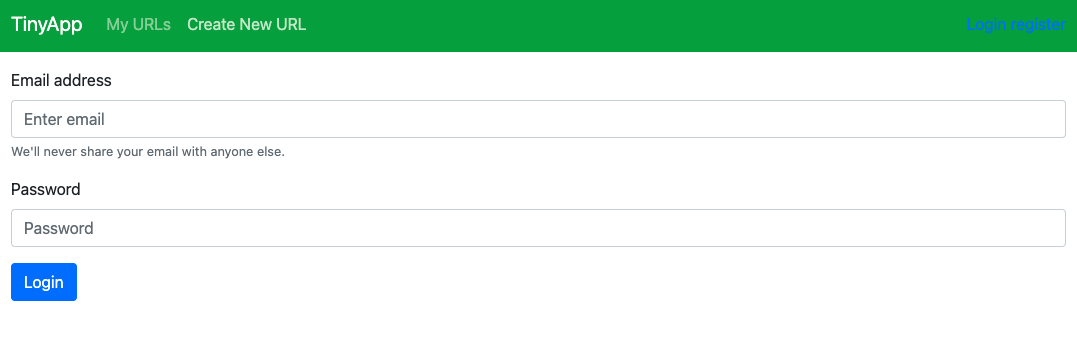 TinyApp My URLs Create New URL Login register
Email address
Enter email
We'll never share your email with anyone else.
Password
Password
Login